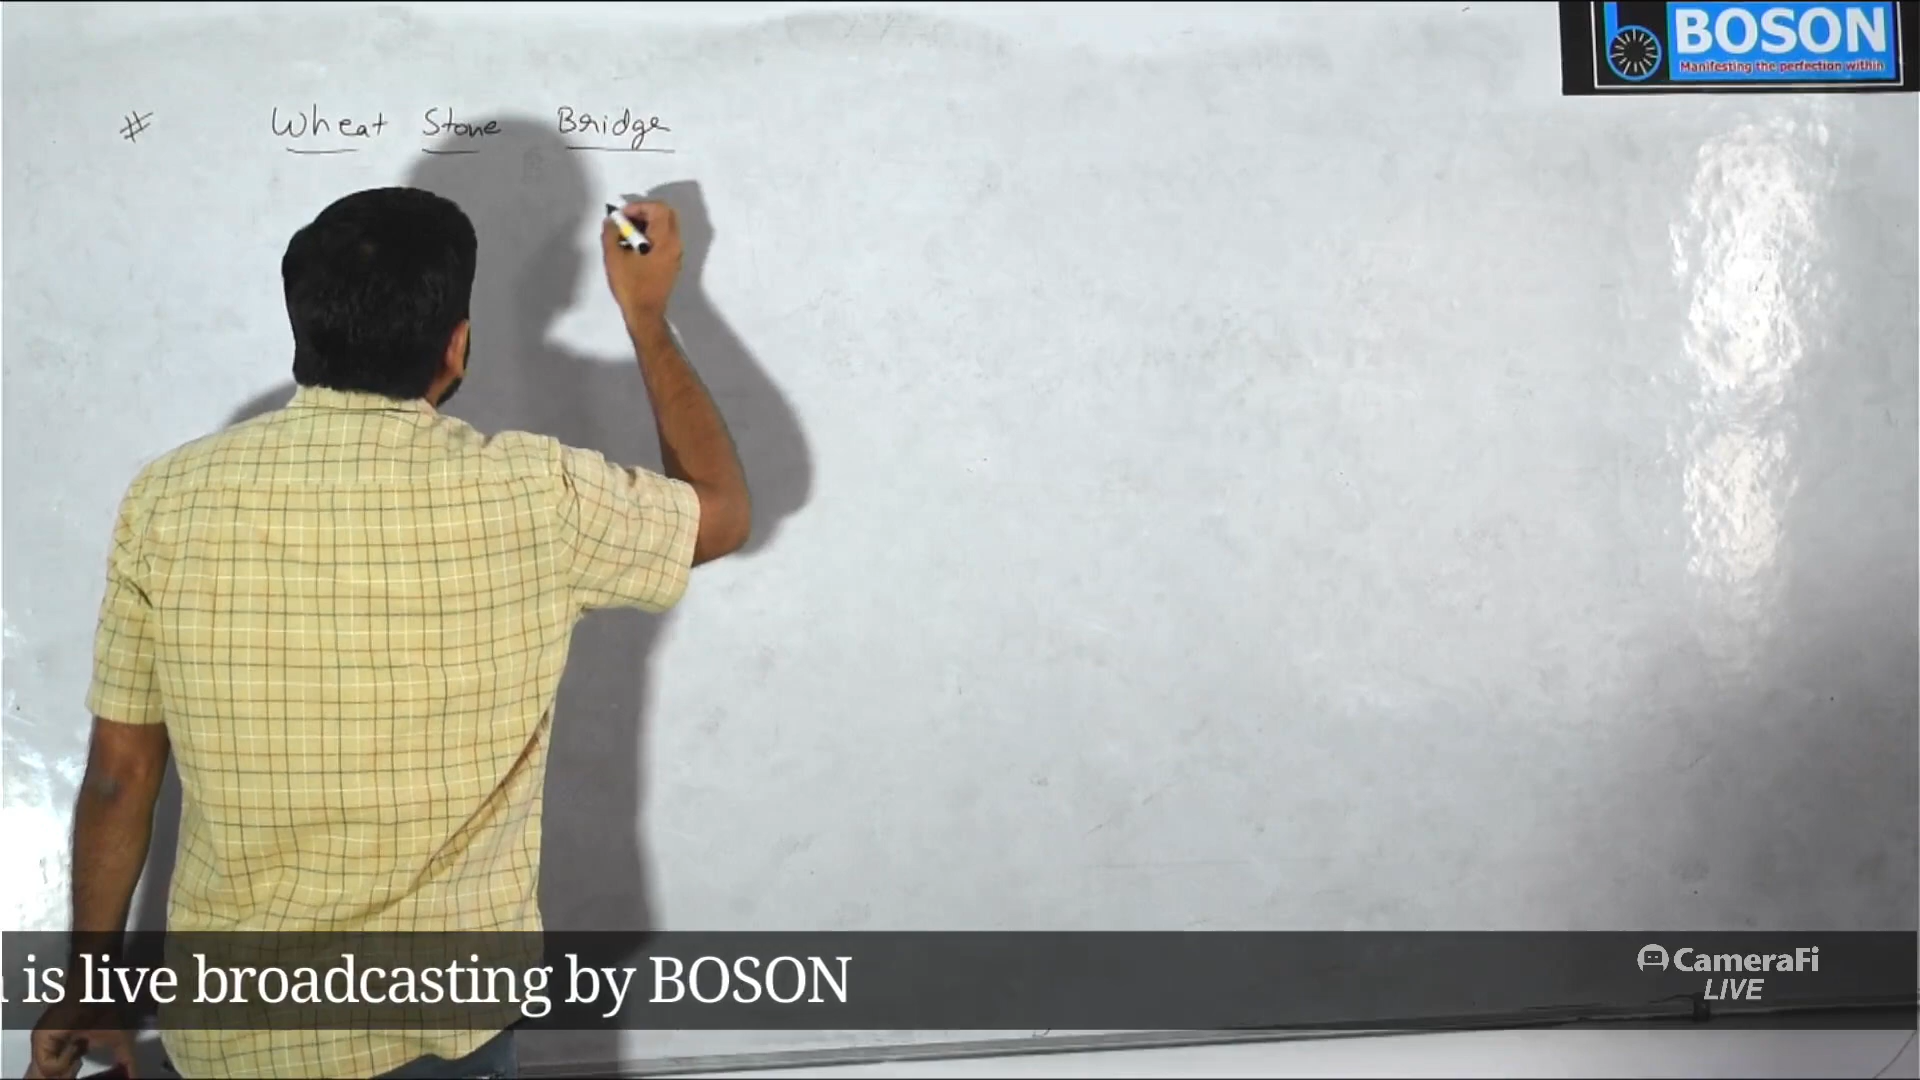 BOSON
Manifesting the perfection within
# Wheat Stone Bridge
is live broadcasting by BOSON
CameraFi
LIVE